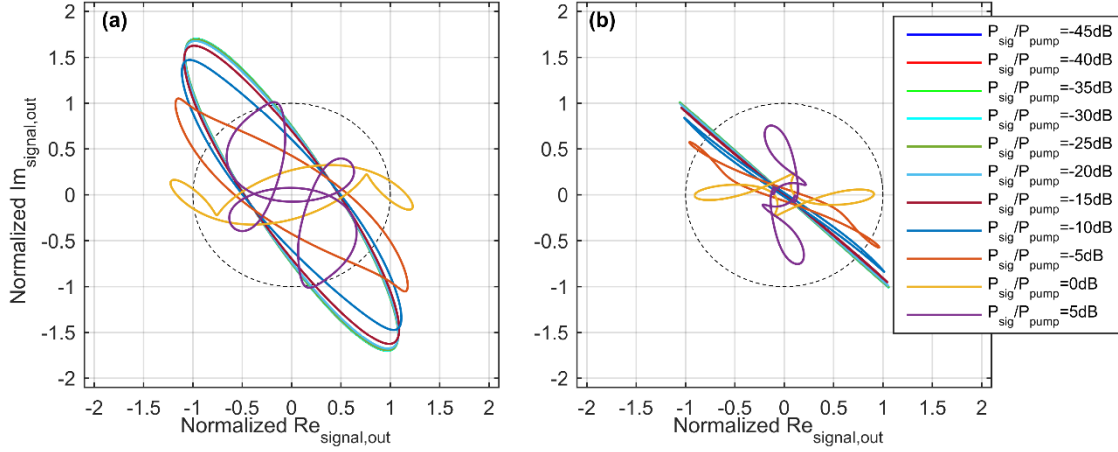 (a)
2
1.5
1
0.5
0
-0.5
-1
-1.5
-2
-2 -1.5 -1 -0.5 0 0.5 1 1.5 2
Normalized Im_signal,out
Normalized Re_signal,out
(b)
2
1.5
1
0.5
0
-0.5
-1
-1.5
-2
-2 -1.5 -1 -0.5 0 0.5 1 1.5 2
Normalized Re_signal,out
P_sig/P_pump=-45dB
P_sig/P_pump=-40dB
P_sig/P_pump=-35dB
P_sig/P_pump=-30dB
P_sig/P_pump=-25dB
P_sig/P_pump=-20dB
P_sig/P_pump=-15dB
P_sig/P_pump=-10dB
P_sig/P_pump=-5dB
P_sig/P_pump=0dB
P_sig/P_pump=5dB